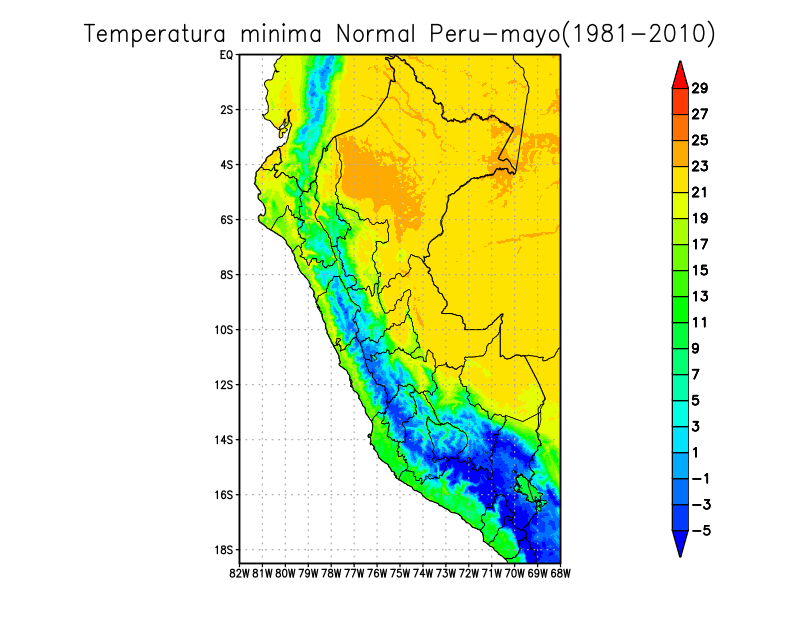 Temperatura minima Normal Peru-mayo(1981-2010)
EQ
2S
4S
6S
8S
10S
12S
14S
16S
18S
82W 81W 80W 79W 78W 77W 76W 75W 74W 73W 72W 71W 70W 69W 68W
29
27
25
23
21
19
17
15
13
11
9
7
5
3
1
-1
-3
-5